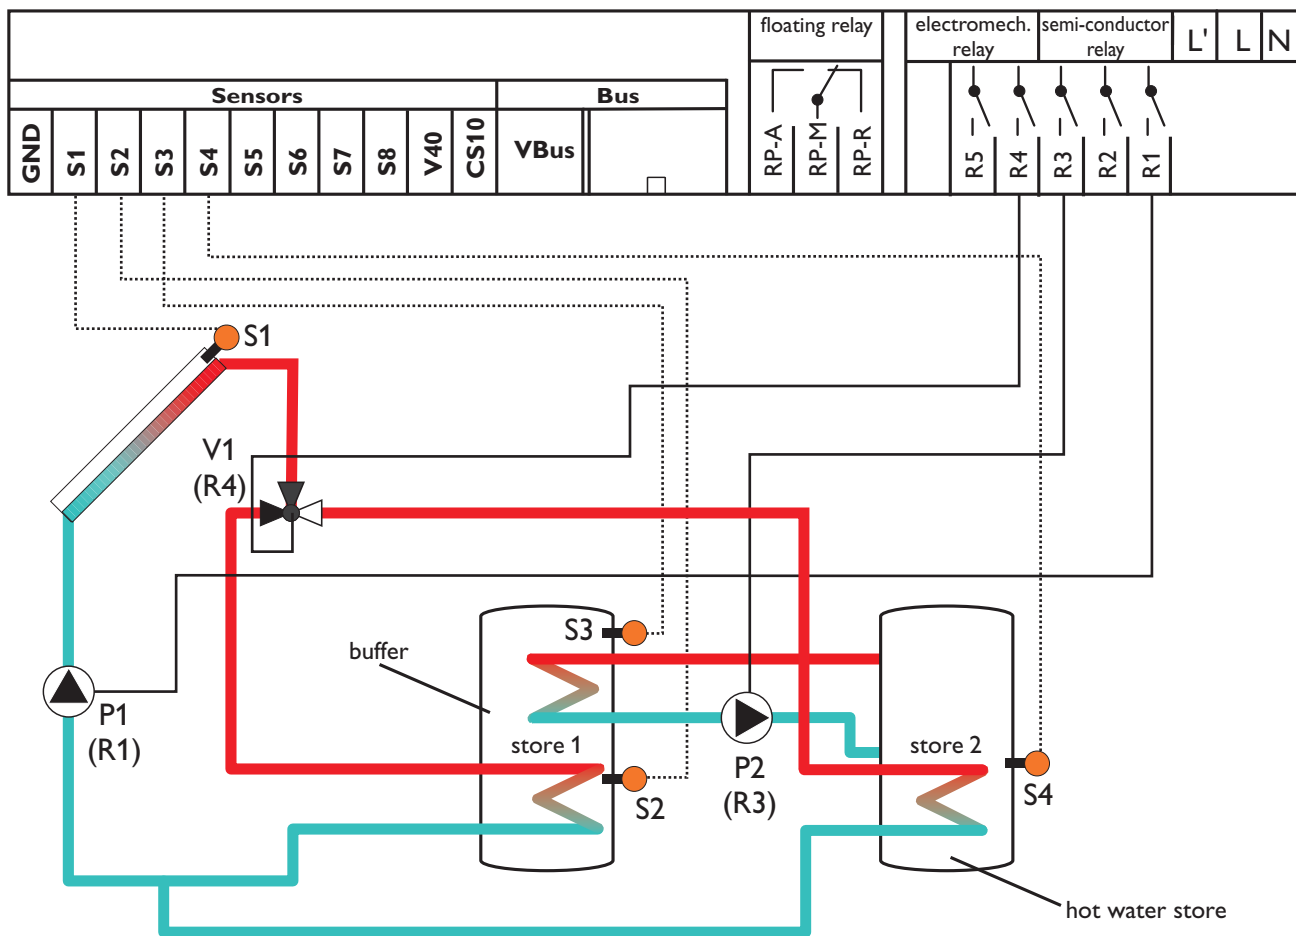 floating relay
electromech.
relay
semi-conductor
relay
L'
L
N
Sensors
Bus
GND
S1
S2
S3
S4
S5
S6
S7
S8
V40
CS10
VBus
RP-A
RP-M
RP-R
R5
R4
R3
R2
R1
S1
V1
(R4)
S3
buffer
P1
(R1)
store 1
store 2
P2
(R3)
S2
S4
hot water store